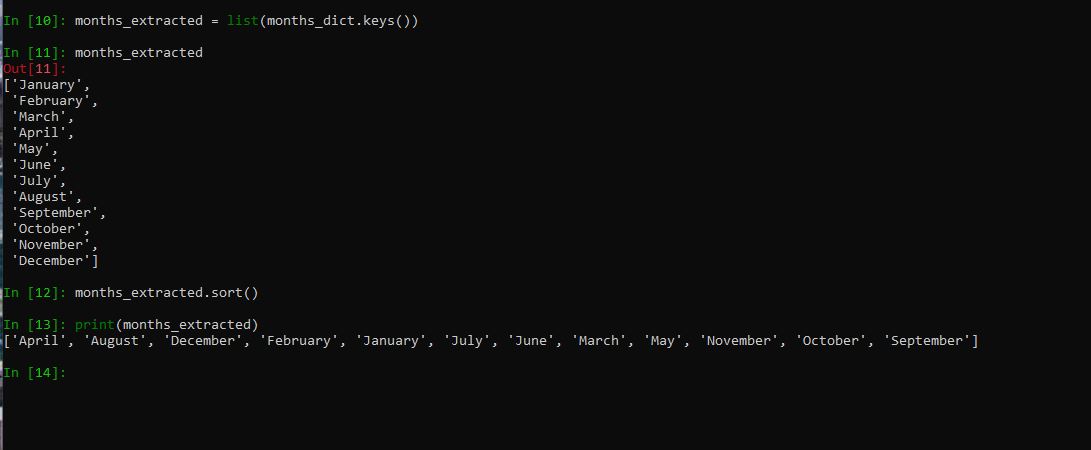 In [10]: months_extracted = list(months_dict.keys())
In [11]: months_extracted
Out[11]:
['January',
 'February',
 'March',
 'April',
 'May',
 'June',
 'July',
 'August',
 'September',
 'October',
 'November',
 'December']
In [12]: months_extracted.sort()
In [13]: print(months_extracted)
['April', 'August', 'December', 'February', 'January', 'July', 'June', 'March', 'May', 'November', 'October', 'September']
In [14]: